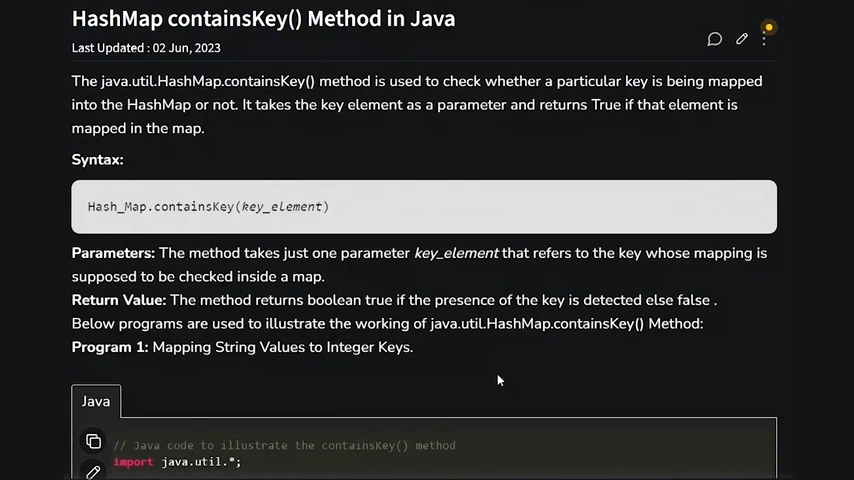 HashMap containsKey() Method in Java
Last Updated : 02 Jun, 2023
The java.util.HashMap.containsKey() method is used to check whether a particular key is being mapped
into the HashMap or not. It takes the key element as a parameter and returns True if that element is
mapped in the map.
Syntax:
Hash_Map.containsKey(key_element)
Parameters: The method takes just one parameter key_element that refers to the key whose mapping is
supposed to be checked inside a map.
Return Value: The method returns boolean true if the presence of the key is detected else false .
Below programs are used to illustrate the working of java.util.HashMap.containsKey() Method:
Program 1: Mapping String Values to Integer Keys.
Java
// Java code to illustrate the containsKey() method
import java.util.*;